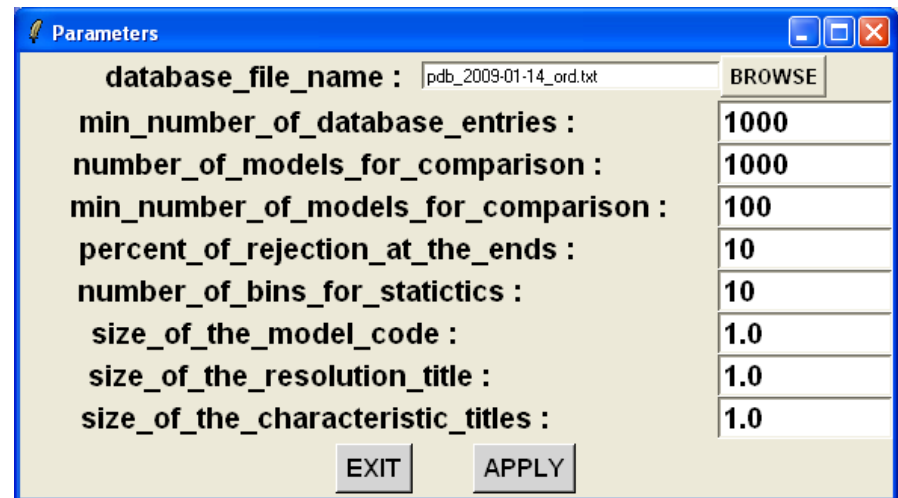 Parameters
database_file_name : pdb_2009-01-14_ord.txt BROWSE
min_number_of_database_entries : 1000
number_of_models_for_comparison : 1000
min_number_of_models_for_comparison : 100
percent_of_rejection_at_the_ends : 10
number_of_bins_for_statictics : 10
size_of_the_model_code : 1.0
size_of_the_resolution_title : 1.0
size_of_the_characteristic_titles : 1.0
EXIT APPLY